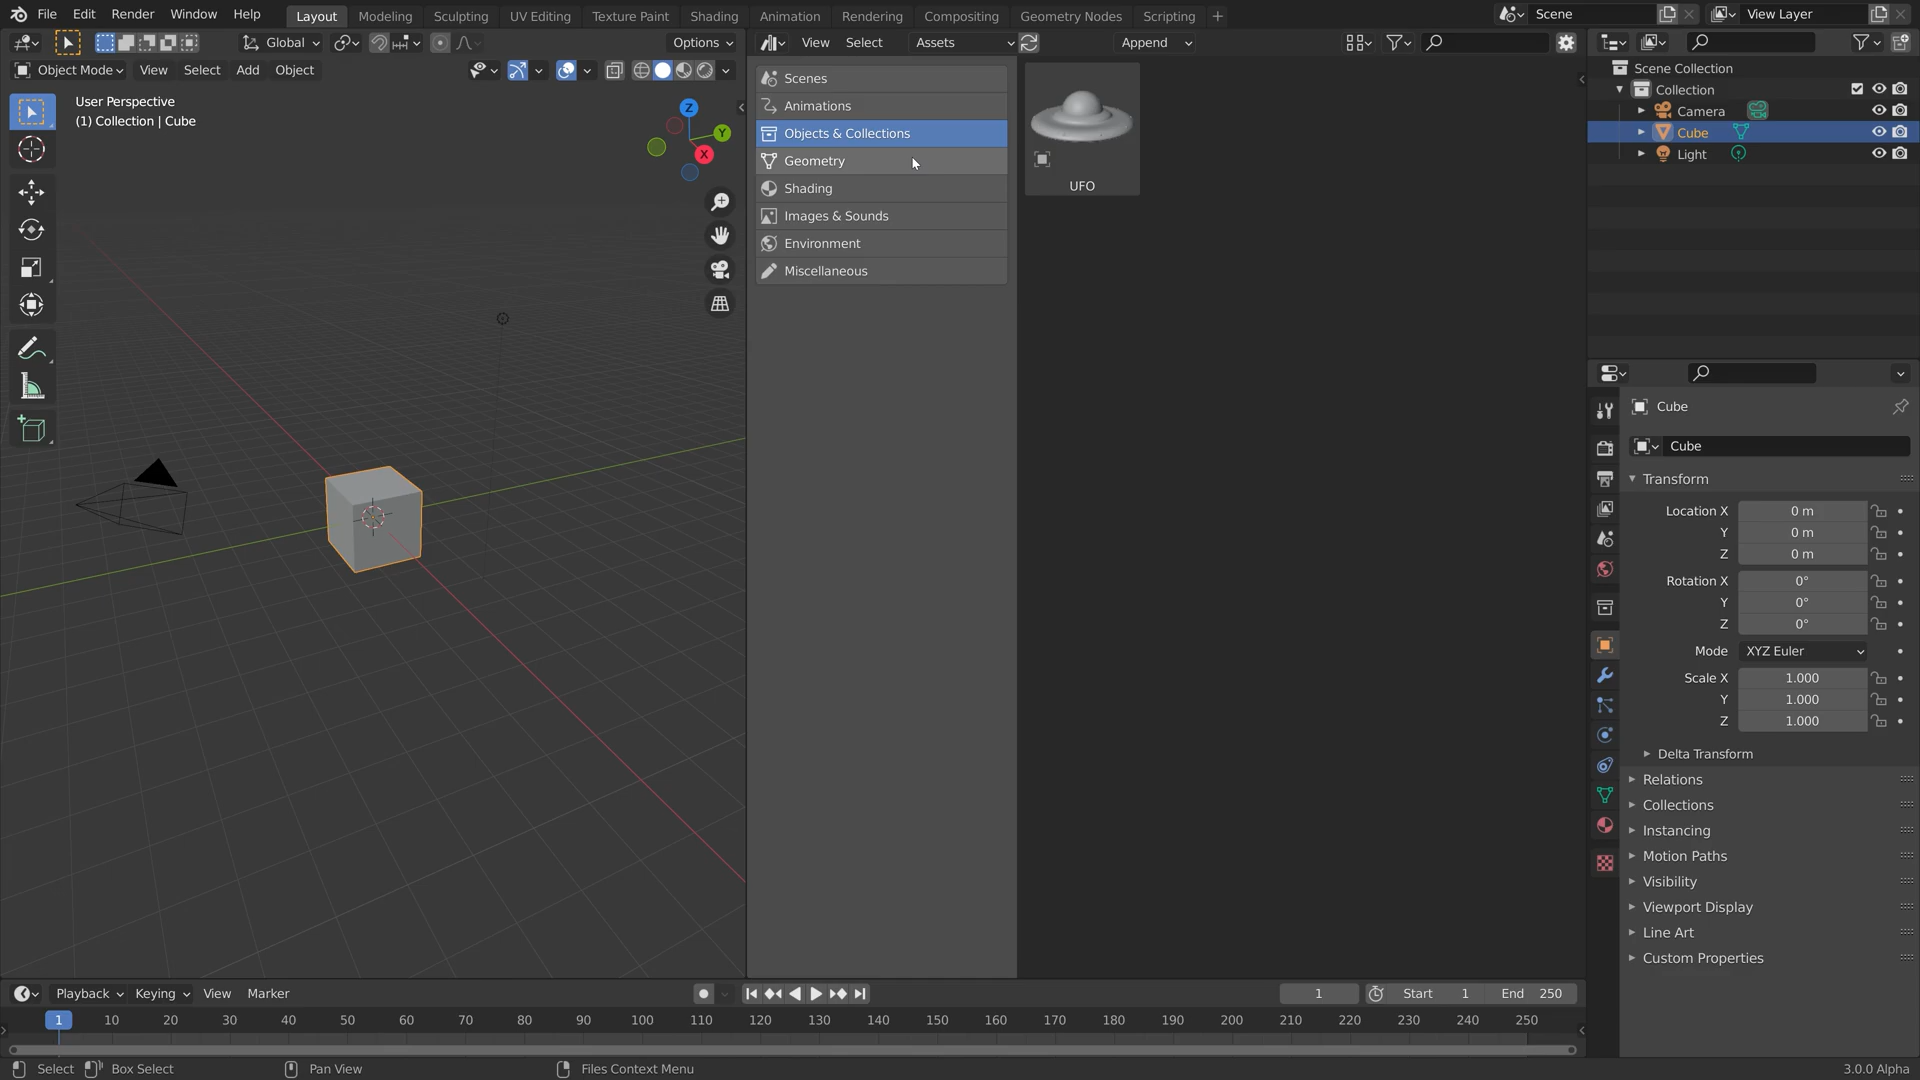 File Edit Render Window Help Layout Modeling Sculpting UV Editing Texture Paint Shading Animation Rendering Compositing Geometry Nodes Scripting + Scene View Layer
Global Options View Select Assets Append
Object Mode View Select Add Object
User Perspective
(1) Collection | Cube
Z
Y
X
Scenes
Animations
Objects & Collections
Geometry
Shading
Images & Sounds
Environment
Miscellaneous
UFO
Scene Collection
Collection
Camera
Cube
Light
Cube
Cube
Transform
Location X 0 m
Y 0 m
Z 0 m
Rotation X 0°
Y 0°
Z 0°
Mode XYZ Euler
Scale X 1.000
Y 1.000
Z 1.000
Delta Transform
Relations
Collections
Instancing
Motion Paths
Visibility
Viewport Display
Line Art
Custom Properties
Playback Keying View Marker 1 Start 1 End 250
1 10 20 30 40 50 60 70 80 90 100 110 120 130 140 150 160 170 180 190 200 210 220 230 240 250
Select Box Select Pan View Files Context Menu 3.0.0 Alpha